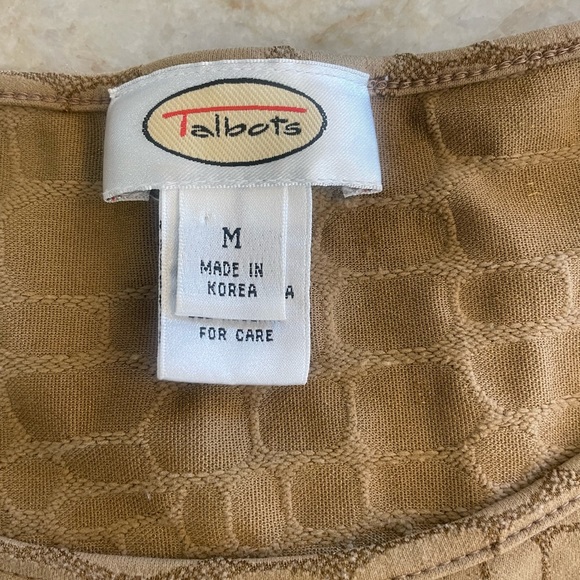 Talbots
M
MADE IN
KOREA
A
FOR CARE